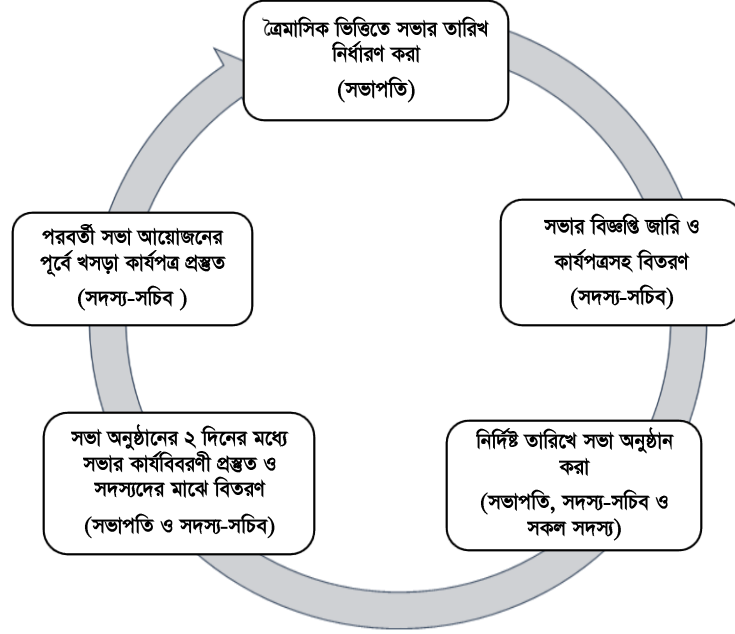 ত্রৈমাসিক ভিত্তিতে সভার তারিখ
নির্ধারণ করা
(সভাপতি)
সভার বিজ্ঞপ্তি জারি ও
কার্যপত্রসহ বিতরণ
(সদস্য-সচিব)
নির্দিষ্ট তারিখে সভা অনুষ্ঠান
করা
(সভাপতি, সদস্য-সচিব ও
সকল সদস্য)
সভা অনুষ্ঠানের ২ দিনের মধ্যে
সভার কার্যবিবরণী প্রস্তুত ও
সদস্যদের মাঝে বিতরণ
(সভাপতি ও সদস্য-সচিব)
পরবর্তী সভা আয়োজনের
পূর্বে খসড়া কার্যপত্র প্রস্তুত
(সদস্য-সচিব )